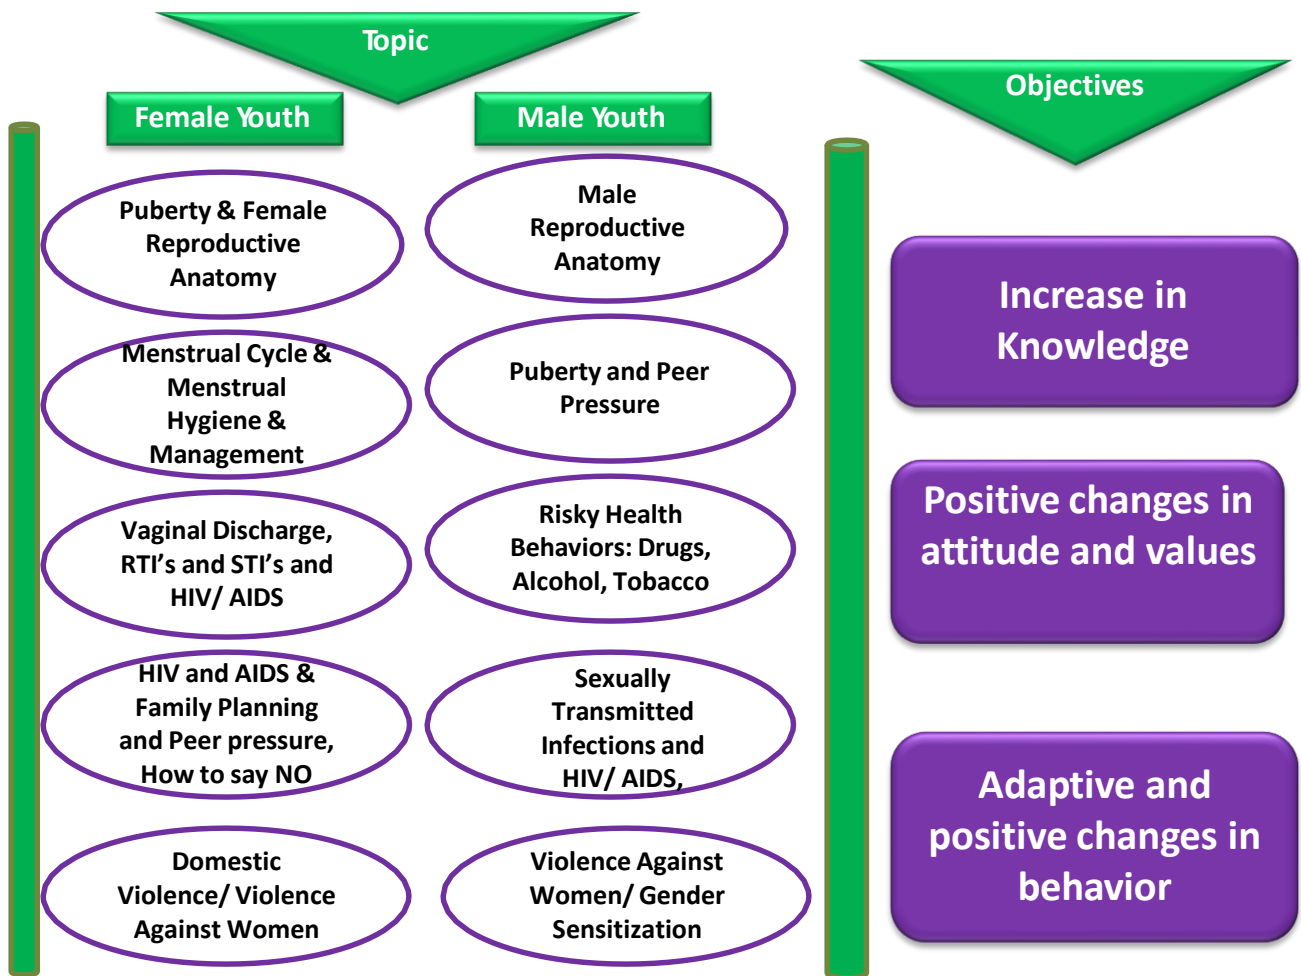 Topic
Female Youth
Male Youth
Puberty & Female
Reproductive
Anatomy
Menstrual Cycle &
Menstrual
Hygiene &
Management
Vaginal Discharge,
RTI’s and STI’s and
HIV/ AIDS
HIV and AIDS &
Family Planning
and Peer pressure,
How to say NO
Domestic
Violence/ Violence
Against Women
Male
Reproductive
Anatomy
Puberty and Peer
Pressure
Risky Health
Behaviors: Drugs,
Alcohol, Tobacco
Sexually
Transmitted
Infections and
HIV/ AIDS,
Violence Against
Women/ Gender
Sensitization
Objectives
Increase in
Knowledge
Positive changes in
attitude and values
Adaptive and
positive changes in
behavior